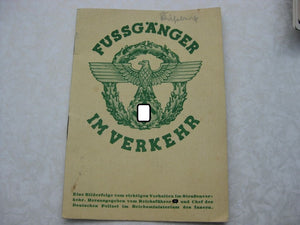 FUSSGÄNGER
IM VERKEHR
Eine Bilderfolge vom richtigen Verhalten im Straßenver-
kehr. Herausgegeben vom Reichsführer und Chef der
Deutschen Polizei im Reichsministerium des Innern.